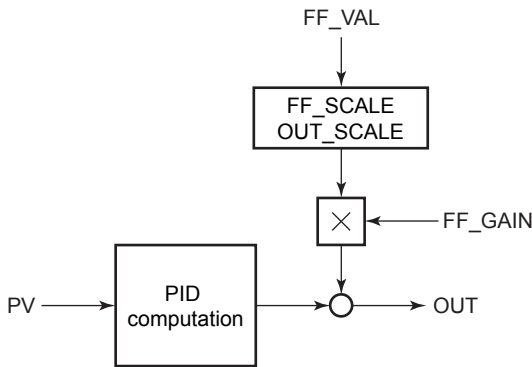 FF_VAL
FF_SCALE
OUT_SCALE
×
FF_GAIN
PV
PID
computation
OUT